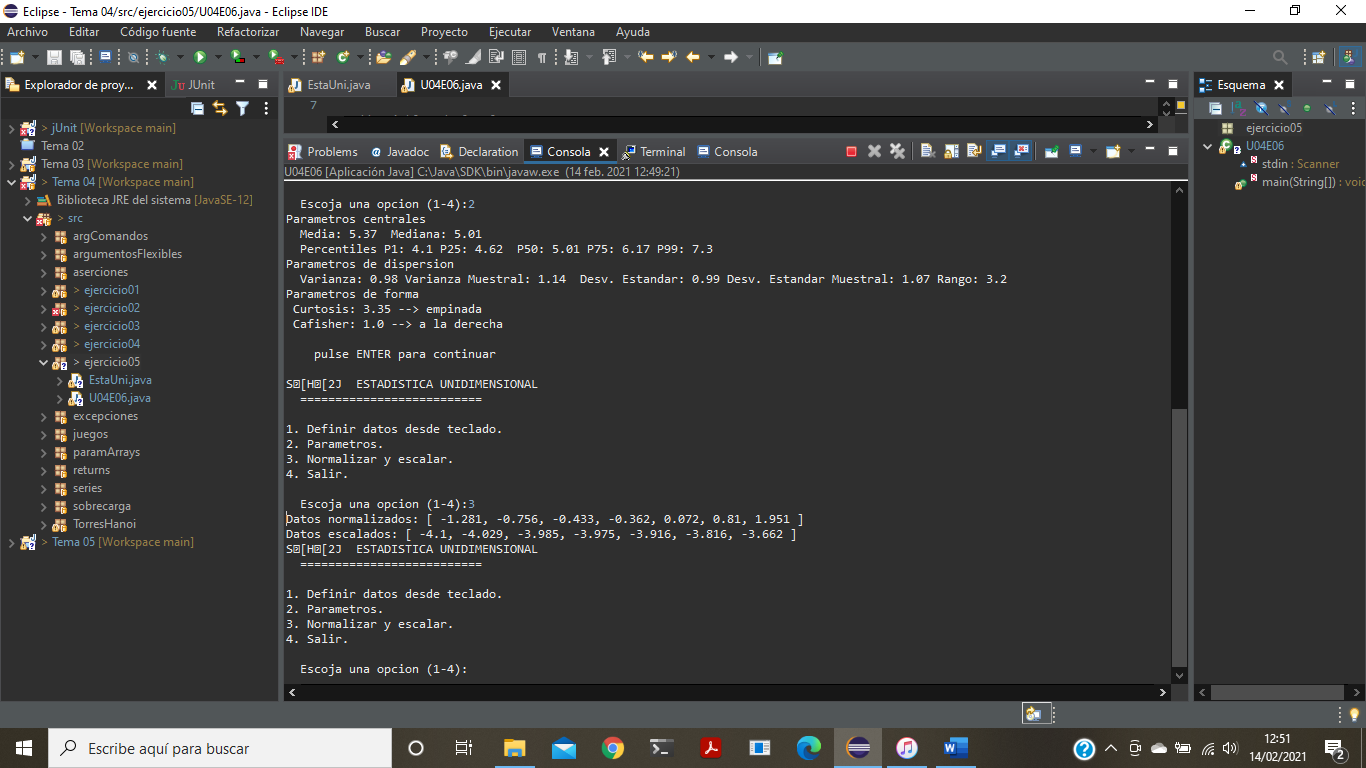 Eclipse - Tema 04/src/ejercicio05/U04E06.java - Eclipse IDE
Archivo Editar Código fuente Refactorizar Navegar Buscar Proyecto Ejecutar Ventana Ayuda
Explorador de proy... JUnit
jUnit [Workspace main]
Tema 02
Tema 03 [Workspace main]
> Tema 04 [Workspace main]
Biblioteca JRE del sistema [JavaSE-12]
> src
argComandos
argumentosFlexibles
aserciones
> ejercicio01
> ejercicio02
> ejercicio03
> ejercicio04
> ejercicio05
EstaUni.java
U04E06.java
excepciones
juegos
paramArrays
returns
series
sobrecarga
TorresHanoi
> Tema 05 [Workspace main]
EstaUni.java U04E06.java
7
Problems Javadoc Declaration Consola Terminal Consola
U04E06 [Aplicación Java] C:\Java\SDK\bin\javaw.exe (14 feb. 2021 12:49:21)
Escoja una opcion (1-4):2
Parametros centrales
Media: 5.37 Mediana: 5.01
Percentiles P1: 4.1 P25: 4.62 P50: 5.01 P75: 6.17 P99: 7.3
Parametros de dispersion
Varianza: 0.98 Varianza Muestral: 1.14 Desv. Estandar: 0.99 Desv. Estandar Muestral: 1.07 Rango: 3.2
Parametros de forma
Curtosis: 3.35 --> empinada
Cafisher: 1.0 --> a la derecha
pulse ENTER para continuar
S[H[2J ESTADISTICA UNIDIMENSIONAL
==========================
1. Definir datos desde teclado.
2. Parametros.
3. Normalizar y escalar.
4. Salir.
Escoja una opcion (1-4):3
Datos normalizados: [ -1.281, -0.756, -0.433, -0.362, 0.072, 0.81, 1.951 ]
Datos escalados: [ -4.1, -4.029, -3.985, -3.975, -3.916, -3.816, -3.662 ]
S[H[2J ESTADISTICA UNIDIMENSIONAL
==========================
1. Definir datos desde teclado.
2. Parametros.
3. Normalizar y escalar.
4. Salir.
Escoja una opcion (1-4):
Esquema
ejercicio05
U04E06
stdin : Scanner
main(String[]) : voic
Escribe aquí para buscar
12:51
14/02/2021
2